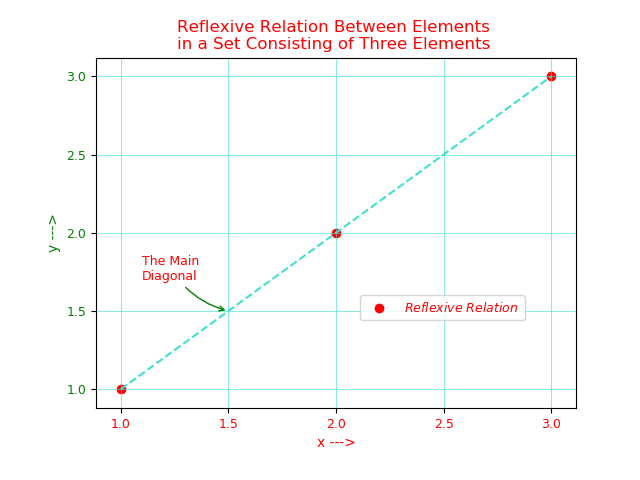 Reflexive Relation Between Elements
in a Set Consisting of Three Elements
y --->
3.0
2.5
2.0
1.5
1.0
The Main
Diagonal
Reflexive Relation
1.0 1.5 2.0 2.5 3.0
x --->